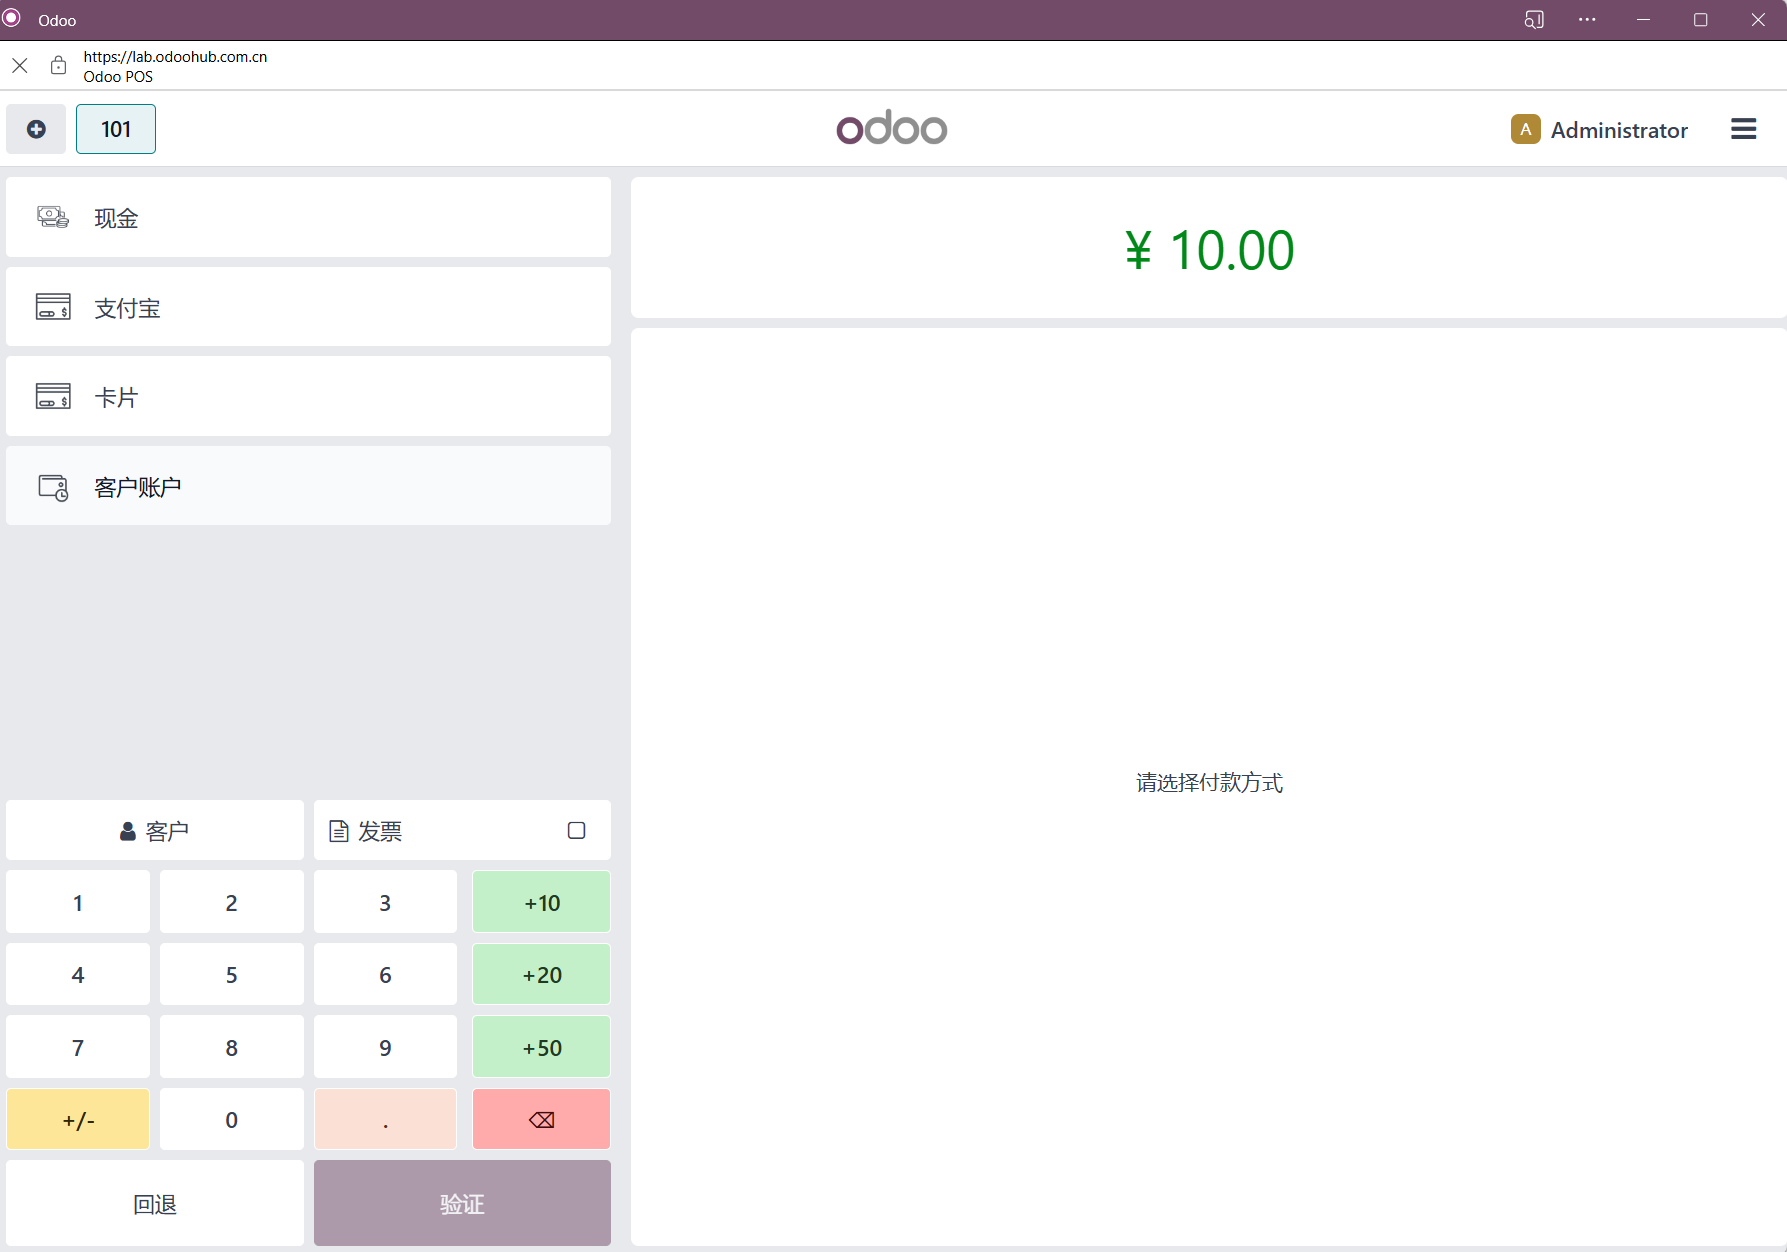 Odoo
https://lab.odoohub.com.cn
Odoo POS
101
odoo
A Administrator
现金
支付宝
卡片
客户账户
¥ 10.00
请选择付款方式
客户
发票
1 2 3 +10
4 5 6 +20
7 8 9 +50
+/- 0 .
回退
验证